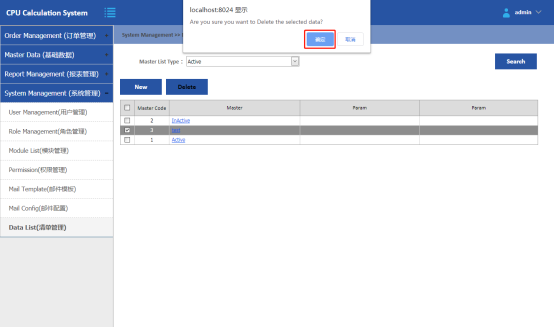 CPU Calculation System
localhost:8024 显示
Are you sure you want to Delete the selected data?
确定
取消
admin
Order Management (订单管理)
Master Data (基础数据)
Report Management (报表管理)
System Management (系统管理)
User Management(用户管理)
Role Management(角色管理)
Module List(模块管理)
Permission(权限管理)
Mail Template(邮件模板)
Mail Config(邮件配置)
Data List(清单管理)
System Management >>
Master List Type : Active
Search
New
Delete
Master Code Master Param Param
2 InActive
3 test
1 Active